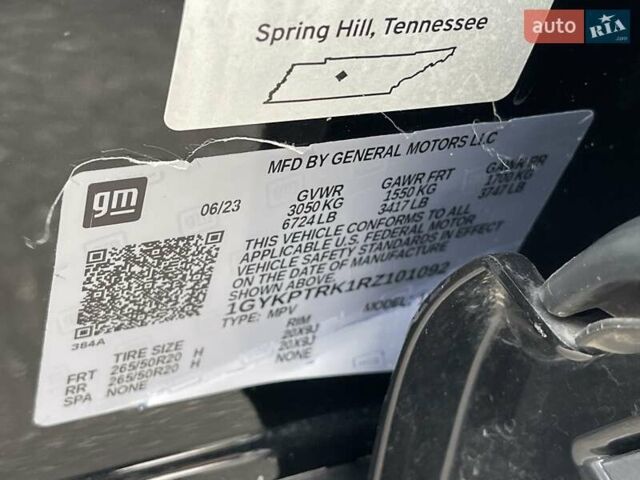 auto RIA.com
Spring Hill, Tennessee
MFD BY GENERAL MOTORS LLC
gm
06/23 GVWR GAWR FRT GAWR RR
3050 KG 1550 KG 1700 KG
6724 LB 3417 LB 3747 LB
THIS VEHICLE CONFORMS TO ALL
APPLICABLE U.S. FEDERAL MOTOR
VEHICLE SAFETY STANDARDS IN EFFECT
ON THE DATE OF MANUFACTURE
SHOWN ABOVE.
1GYKPTRK1RZ101092
TYPE: MPV MODEL:
384A
TIRE SIZE RIM
FRT 265/50R20 H 20X9J
RR 265/50R20 H 20X9J
SPA NONE NONE